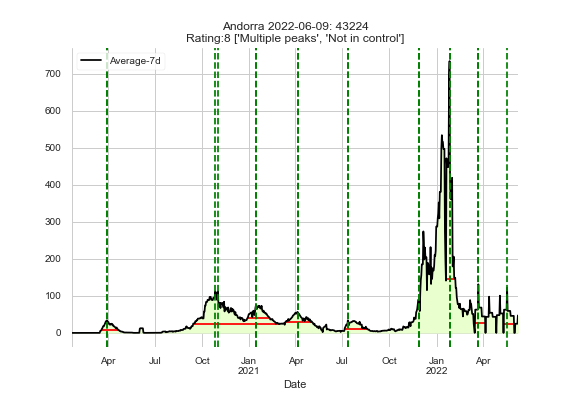 Andorra 2022-06-09: 43224
Rating:8 ['Multiple peaks', 'Not in control']
Average-7d
700
600
500
400
300
200
100
0
Apr Jul Oct Jan Apr Jul Oct Jan Apr
2021 2022
Date